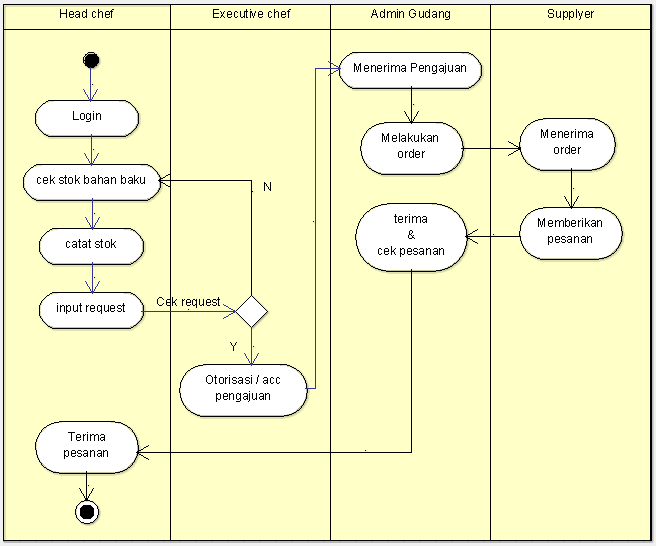 Head chef
Executive chef
Admin Gudang
Supplyer
Login
cek stok bahan baku
catat stok
input request
Cek request
N
Y
Otorisasi / acc
pengajuan
Menerima Pengajuan
Melakukan
order
Menerima
order
Memberikan
pesanan
terima
&
cek pesanan
Terima
pesanan